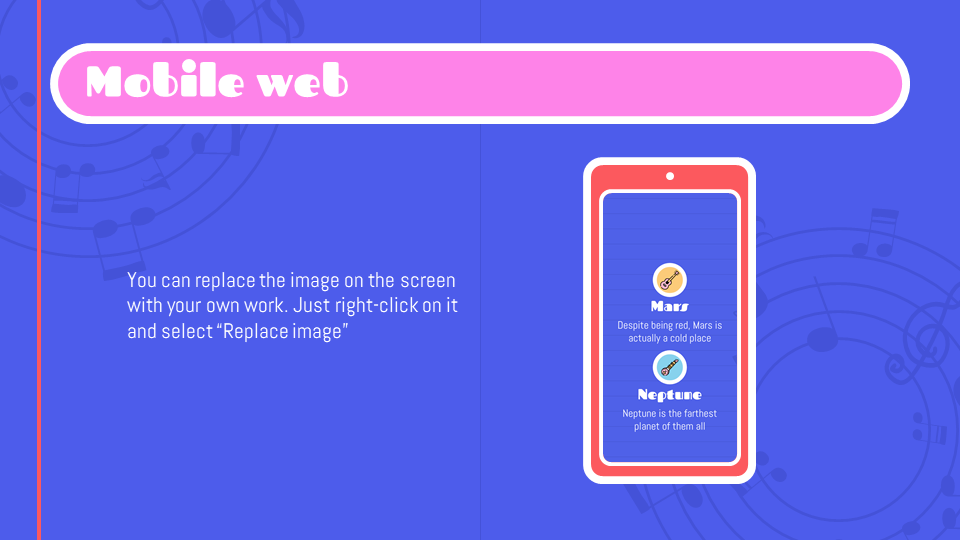 Mobile web
You can replace the image on the screen
with your own work. Just right-click on it
and select “Replace image”
Mars
Despite being red, Mars is
actually a cold place
Neptune
Neptune is the farthest
planet of them all